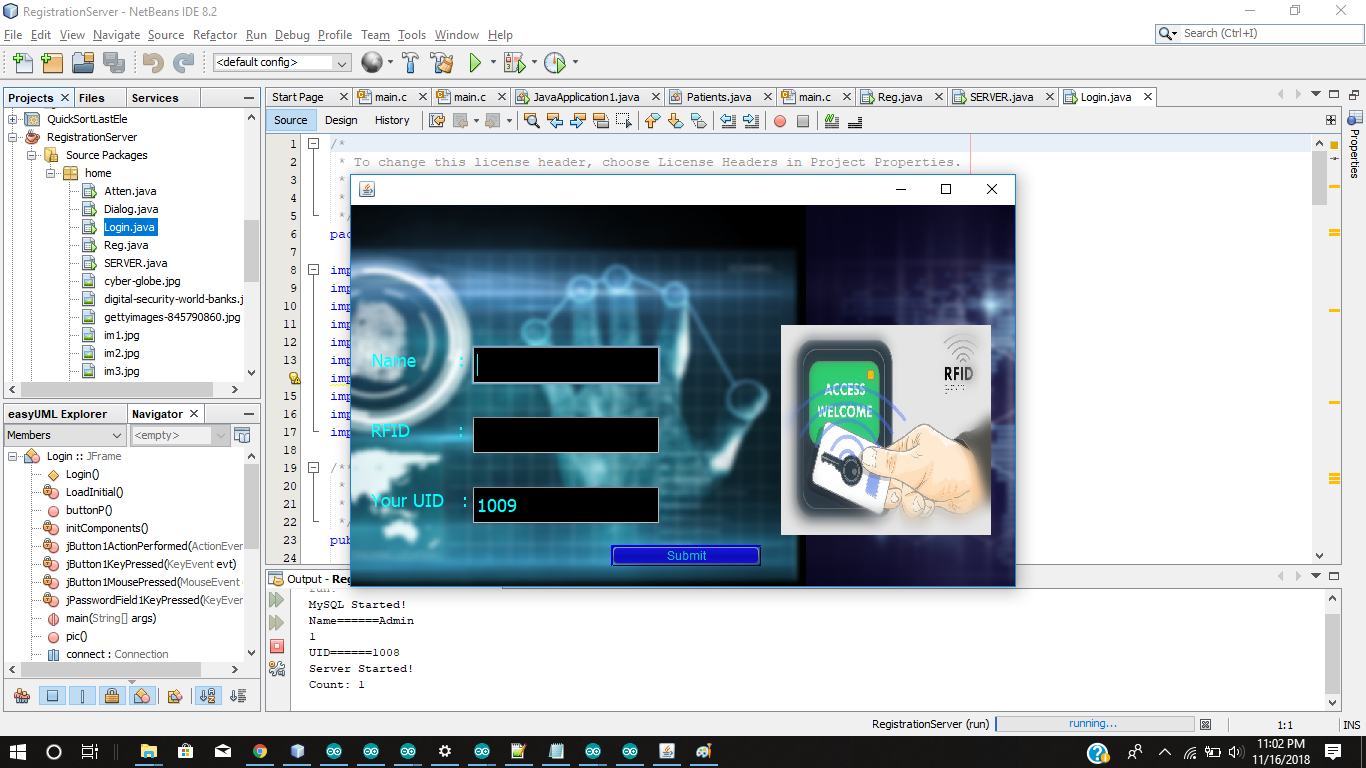 RegistrationServer - NetBeans IDE 8.2
File Edit View Navigate Source Refactor Run Debug Profile Team Tools Window Help
Search (Ctrl+I)
<default config>
Projects Files Services
QuickSortLastEle
RegistrationServer
Source Packages
home
Atten.java
Dialog.java
Login.java
Reg.java
SERVER.java
cyber-globe.jpg
digital-security-world-banks.j
gettyimages-845790860.jpg
im1.jpg
im2.jpg
im3.jpg
easyUML Explorer Navigator
Members <empty>
Login :: JFrame
Login()
LoadInitial()
buttonP()
initComponents()
jButton1ActionPerformed(ActionEven
jButton1KeyPressed(KeyEvent evt)
jButton1MousePressed(MouseEvent
jPasswordField1KeyPressed(KeyEven
main(String[] args)
pic()
connect : Connection
Start Page main.c main.c JavaApplication1.java Patients.java main.c Reg.java SERVER.java Login.java
Source Design History
1 /*
2 * To change this license header, choose License Headers in Project Properties.
3 *
4 *
5 */
6 pac
7
8 imp
9 imp
10 imp
11 imp
12 imp
13 imp
imp
15 imp
16 imp
17 imp
18
19 /**
20 *
21 *
22 */
23 pub
24
Properties
Name :
RFID :
Your UID : 1009
Submit
ACCESS
WELCOME
RFID
Output - Reg
run:
MySQL Started!
Name======Admin
1
UID======1008
Server Started!
Count: 1
RegistrationServer (run) running... 1:1 INS
11:02 PM
11/16/2018